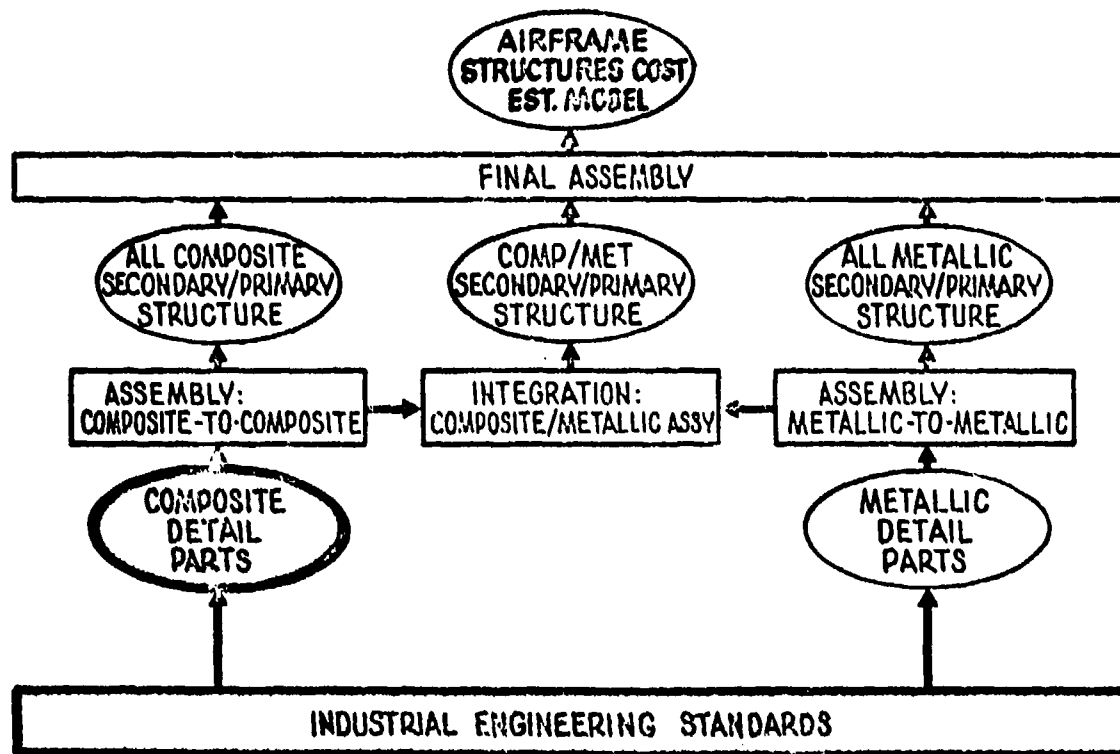 AIRFRAME
STRUCTURES COST
EST. MODEL
FINAL ASSEMBLY
ALL COMPOSITE
SECONDARY/PRIMARY
STRUCTURE
COMP/MET
SECONDARY/PRIMARY
STRUCTURE
ALL METALLIC
SECONDARY/PRIMARY
STRUCTURE
ASSEMBLY:
COMPOSITE-TO-COMPOSITE
INTEGRATION:
COMPOSITE/METALLIC ASSY
ASSEMBLY:
METALLIC-TO-METALLIC
COMPOSITE
DETAIL
PARTS
METALLIC
DETAIL
PARTS
INDUSTRIAL ENGINEERING STANDARDS